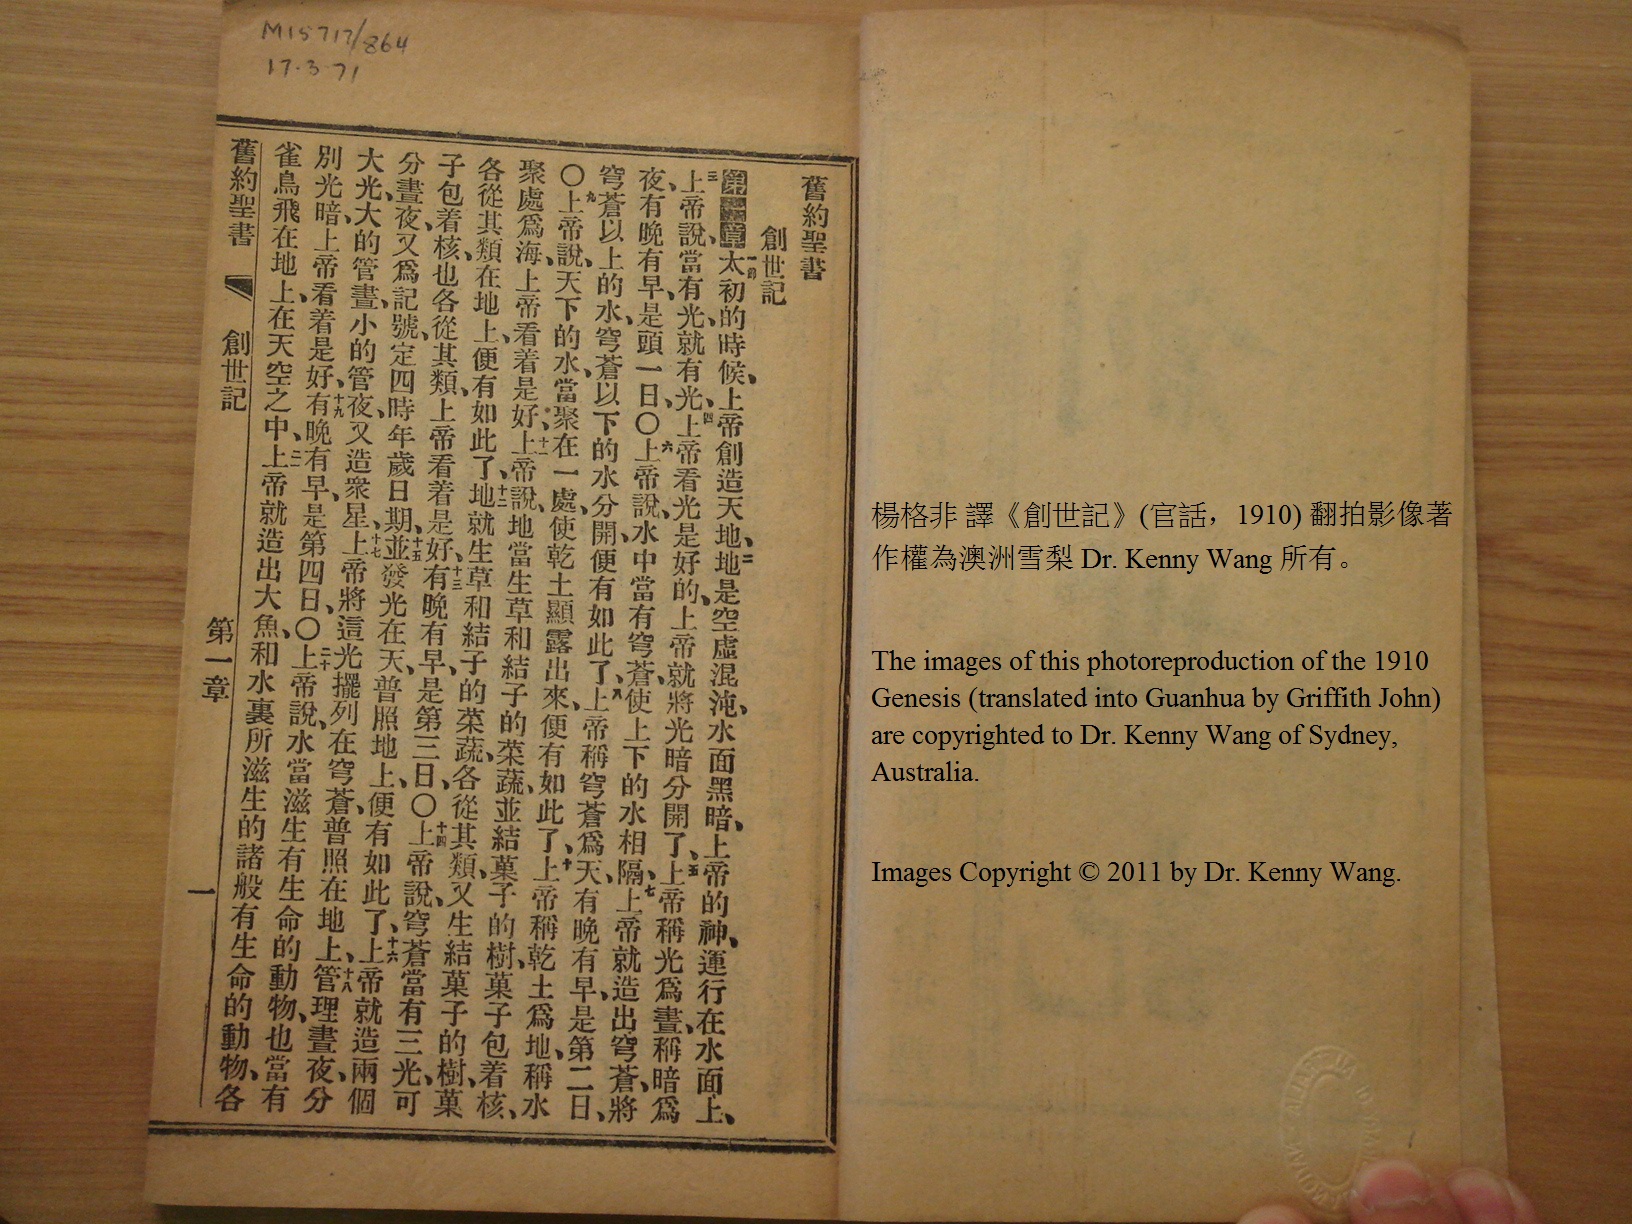 M15717/864
17.3.71
舊約聖書
創世記
第一章一節太初的時候、上帝創造天地、二地是空虛混沌、水面黑暗、上帝的神、運行在水面上、
三上帝說、當有光、就有光、四上帝看光是好的、上帝就將光暗分開了、五上帝稱光爲晝、稱暗爲
夜、有晚有早、是頭一日〇六上帝說、水中當有穹蒼、使上下的水相隔、七上帝就造出穹蒼、將
穹蒼以上的水、穹蒼以下的水分開、便有如此了、八上帝稱穹蒼爲天、有晚有早、是第二日、
〇九上帝說、天下的水、當聚在一處、使乾土顯露出來、便有如此了、十上帝稱乾土爲地、稱水
聚處爲海、上帝看着是好、十一上帝說、地當生草和結子的菜蔬、並結菓子的樹、菓子包着核、
各從其類在地上、便有如此了、十二地就生草和結子的菜蔬、各從其類、又生結菓子的樹、菓
子包着核也各從其類、上帝看着是好、十三有晚有早、是第三日〇十四上帝說、穹蒼當有三光、可
分晝夜、又爲記號、定四時年歲日期、十五並發光在天、普照地上、便有如此了、十六上帝就造兩個
大光、大的管晝、小的管夜、又造衆星、十七上帝將這光擺列在穹蒼、普照在地上、十八管理晝夜、分
別光暗、上帝看着是好、十九有晚有早、是第四日、〇二十上帝說、水當滋生有生命的動物、也當有
雀鳥飛在地上、在天空之中、二一上帝就造出大魚、和水裏所滋生的諸般有生命的動物、各
舊約聖書 創世記 第一章 一
楊格非 譯《創世記》(官話，1910) 翻拍影像著
作權為澳洲雪梨 Dr. Kenny Wang 所有。
The images of this photoreproduction of the 1910
Genesis (translated into Guanhua by Griffith John)
are copyrighted to Dr. Kenny Wang of Sydney,
Australia.
Images Copyright © 2011 by Dr. Kenny Wang.